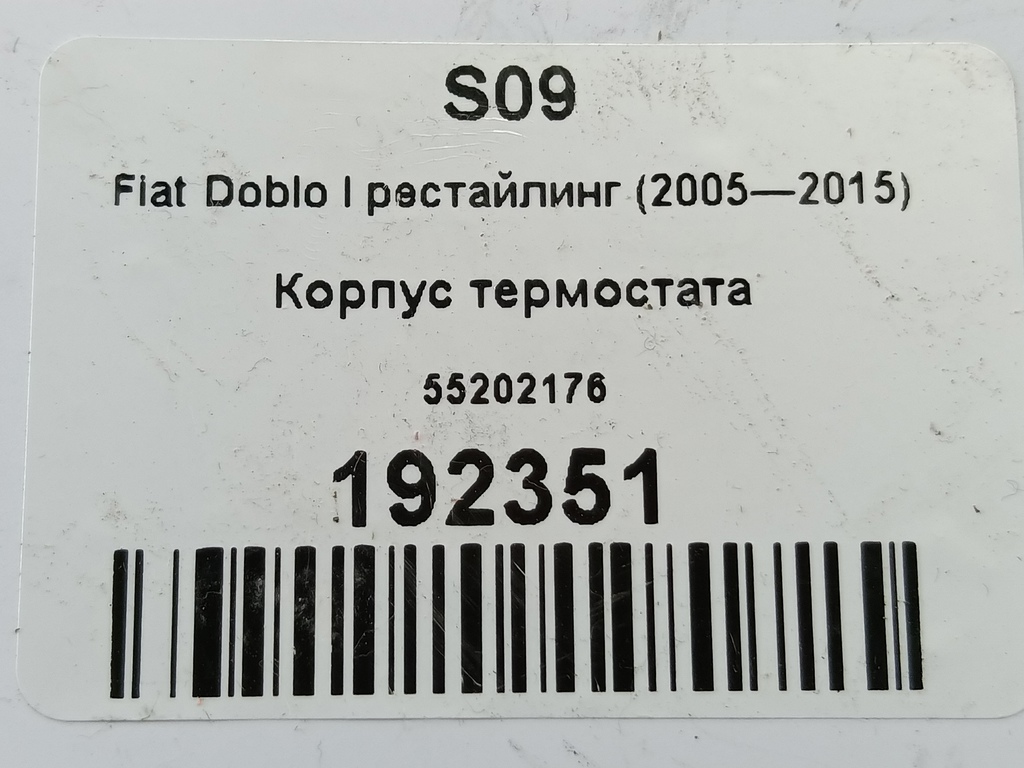 S09
Fiat Doblo I рестайлинг (2005—2015)
Корпус термостата
55202176
192351